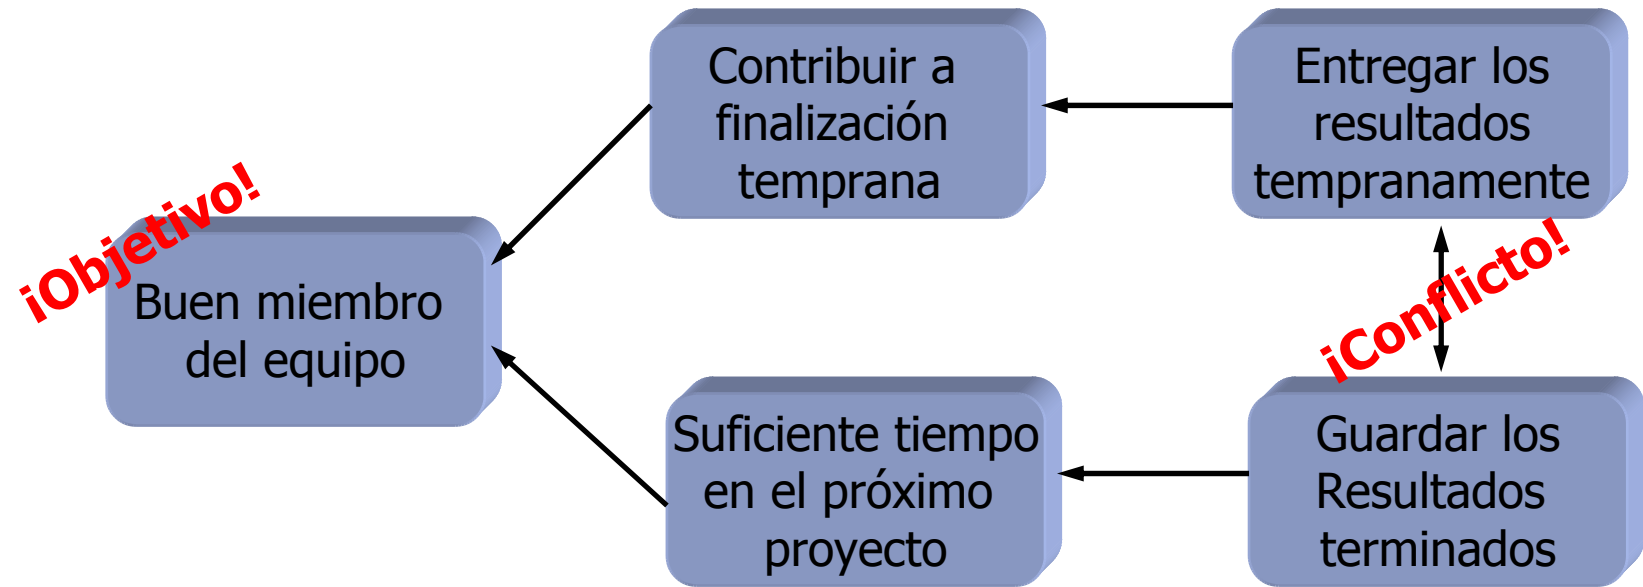 Contribuir a
finalización
temprana
Entregar los
resultados
tempranamente
¡Objetivo!
Buen miembro
del equipo
¡Conflicto!
Suficiente tiempo
en el próximo
proyecto
Guardar los
Resultados
terminados